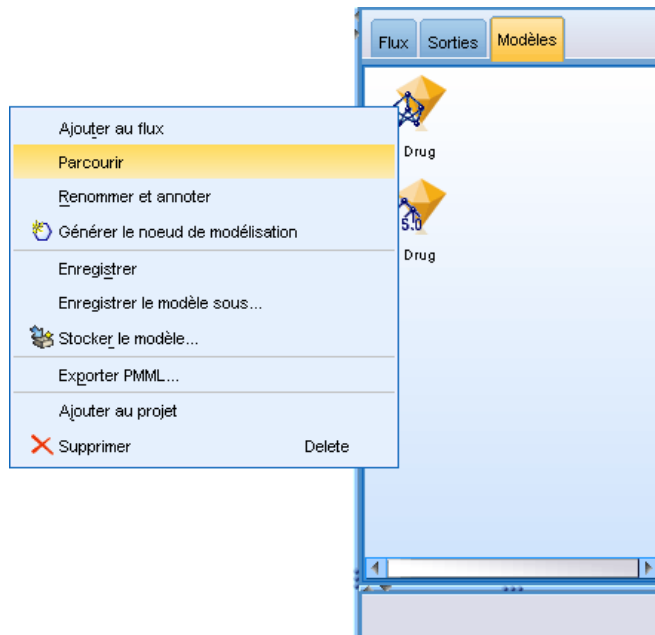 Flux Sorties Modèles
Drug
5.0
Drug
Ajouter au flux
Parcourir
Renommer et annoter
Générer le noeud de modélisation
Enregistrer
Enregistrer le modèle sous...
Stocker le modèle...
Exporter PMML...
Ajouter au projet
Supprimer Delete